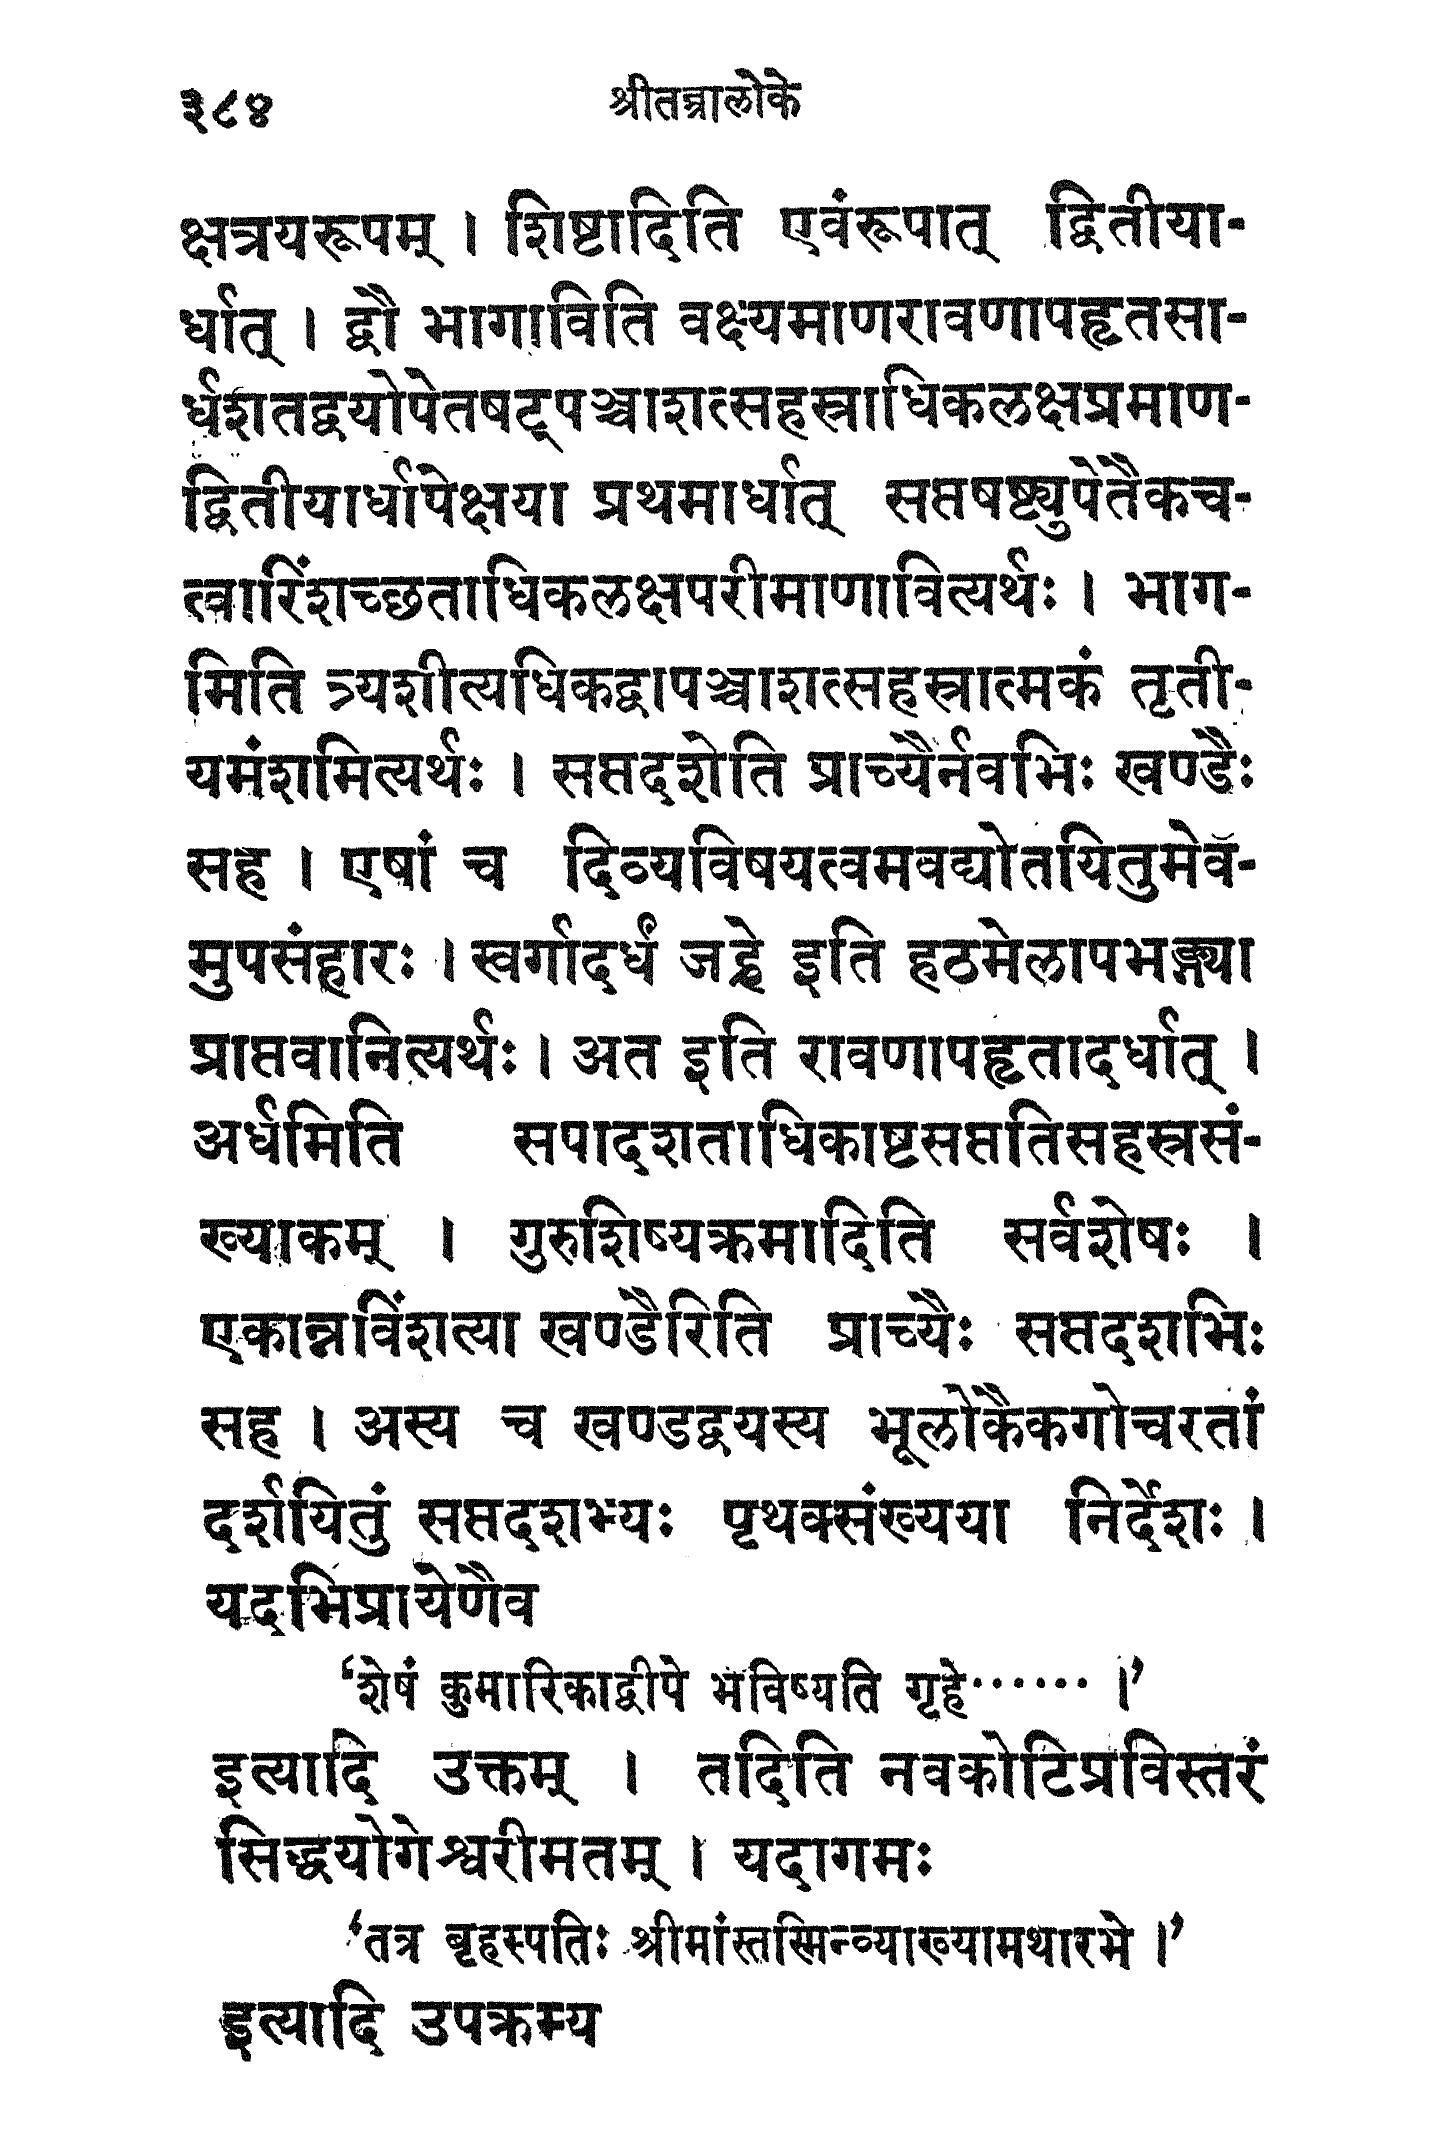 ३८४ श्रीतन्त्रालोके
क्षत्रयरूपम् । शिष्टादिति एवंरूपात् द्वितीया-
र्धात् । द्वौ भागाविति वक्ष्यमाणरावणापहृतसा-
र्धशतद्वयोपेतषट्पञ्चाशत्सहस्राधिकलक्षप्रमाण-
द्वितीयार्धापेक्षया प्रथमार्धात् सप्तषष्ट्युपेतैकच-
त्वारिंशच्छताधिकलक्षपरीमाणावित्यर्थः । भाग-
मिति त्र्यशीत्यधिकद्वापञ्चाशत्सहस्रात्मकं तृती-
यमंशमित्यर्थः । सप्तदशेति प्राच्यैर्नवभिः खण्डैः
सह । एषां च दिव्यविषयत्वमवद्योतयितुमेव-
मुपसंहारः । स्वर्गादर्धं जह्रे इति हठमेलापभङ्ग्या
प्राप्तवानित्यर्थः । अत इति रावणापहृतादर्धात् ।
अर्धमिति सपादशताधिकाष्टसप्ततिसहस्रसं-
ख्याकम् । गुरुशिष्यक्रमादिति सर्वशेषः ।
एकान्नविंशत्या खण्डैरिति प्राच्यैः सप्तदशभिः
सह । अस्य च खण्डद्वयस्य भूलोकैकगोचरतां
दर्शयितुं सप्तदशभ्यः पृथक्संख्यया निर्देशः ।
यदभिप्रायेणैव
‘शेषं कुमारिकाद्वीपे भविष्यति गृहे…… ।’
इत्यादि उक्तम् । तदिति नवकोटिप्रविस्तरं
सिद्धयोगेश्वरीमतम् । यदागमः
‘तत्र बृहस्पतिः श्रीमांस्तस्मिन्व्याख्यामथारभे ।’
इत्यादि उपक्रम्य